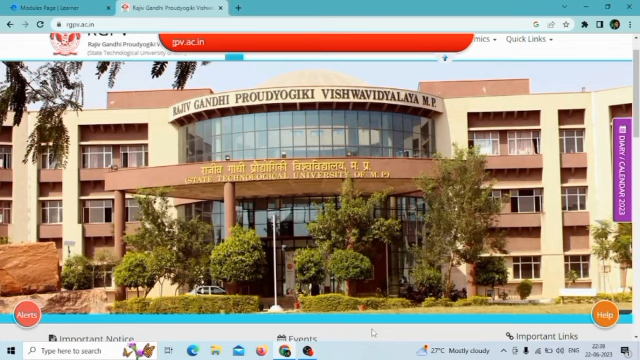 Modules Page | Learner
Rajiv Gandhi Proudyogiki Vishwav
rgpv.ac.in
gpv.ac.in
Rajiv Gandhi Proudyogiki V
(State Technological University o
mics
Quick Links
RAJIV GANDHI PROUDYOGIKI VISHWAVIDYALAYA M.P.
राजीव गाँधी प्रौद्योगिकी विश्वविद्यालय, म. प्र.
(STATE TECHNOLOGICAL UNIVERSITY OF M.P.)
DIARY / CALENDAR 2023
Alerts
Help
Important Notice
Events
Important Links
Type here to search
27°C Mostly cloudy
ENG
22:39
22-06-2023